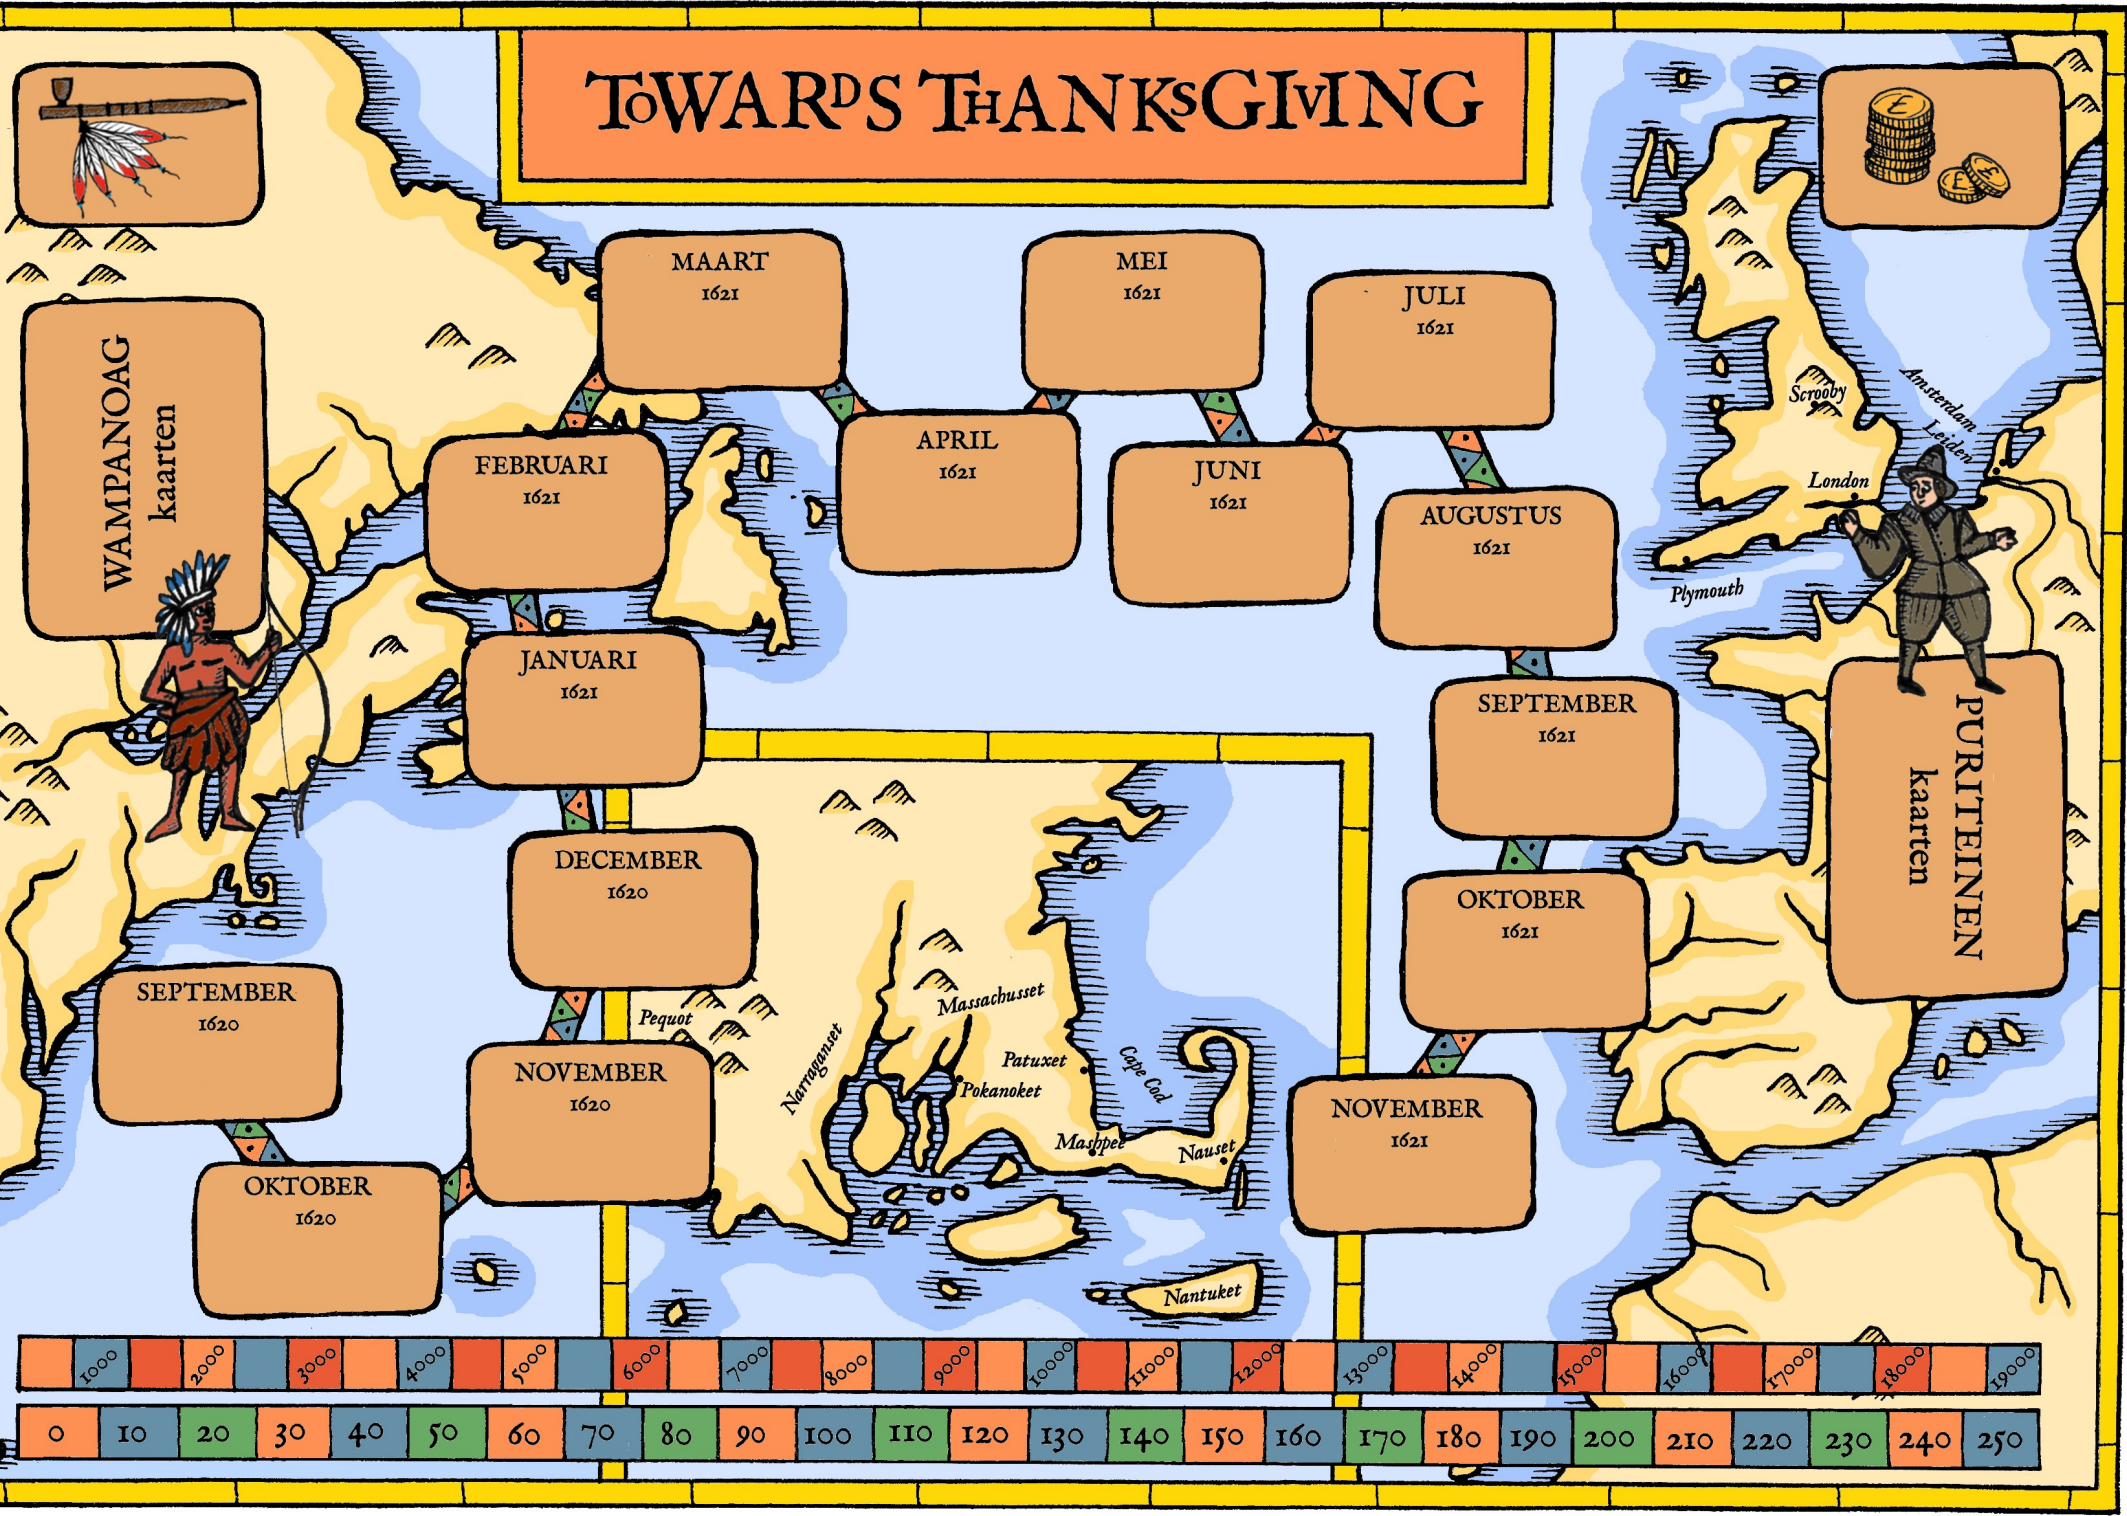 TOWARDS THANKSGIVING
WAMPANOAG
kaarten
PURITEINEN
kaarten
SEPTEMBER
1620
OKTOBER
1620
NOVEMBER
1620
DECEMBER
1620
JANUARI
1621
FEBRUARI
1621
MAART
1621
APRIL
1621
MEI
1621
JUNI
1621
JULI
1621
AUGUSTUS
1621
SEPTEMBER
1621
OKTOBER
1621
NOVEMBER
1621
Scrooby
Amsterdam
Leiden
London
Plymouth
Pequot
Narraganset
Massachusset
Patuxet
Pokanoket
Cape Cod
Mashpee
Nauset
Nantuket
1000 2000 3000 4000 5000 6000 7000 8000 9000 10000 11000 12000 13000 14000 15000 16000 17000 18000 19000
0 10 20 30 40 50 60 70 80 90 100 110 120 130 140 150 160 170 180 190 200 210 220 230 240 250